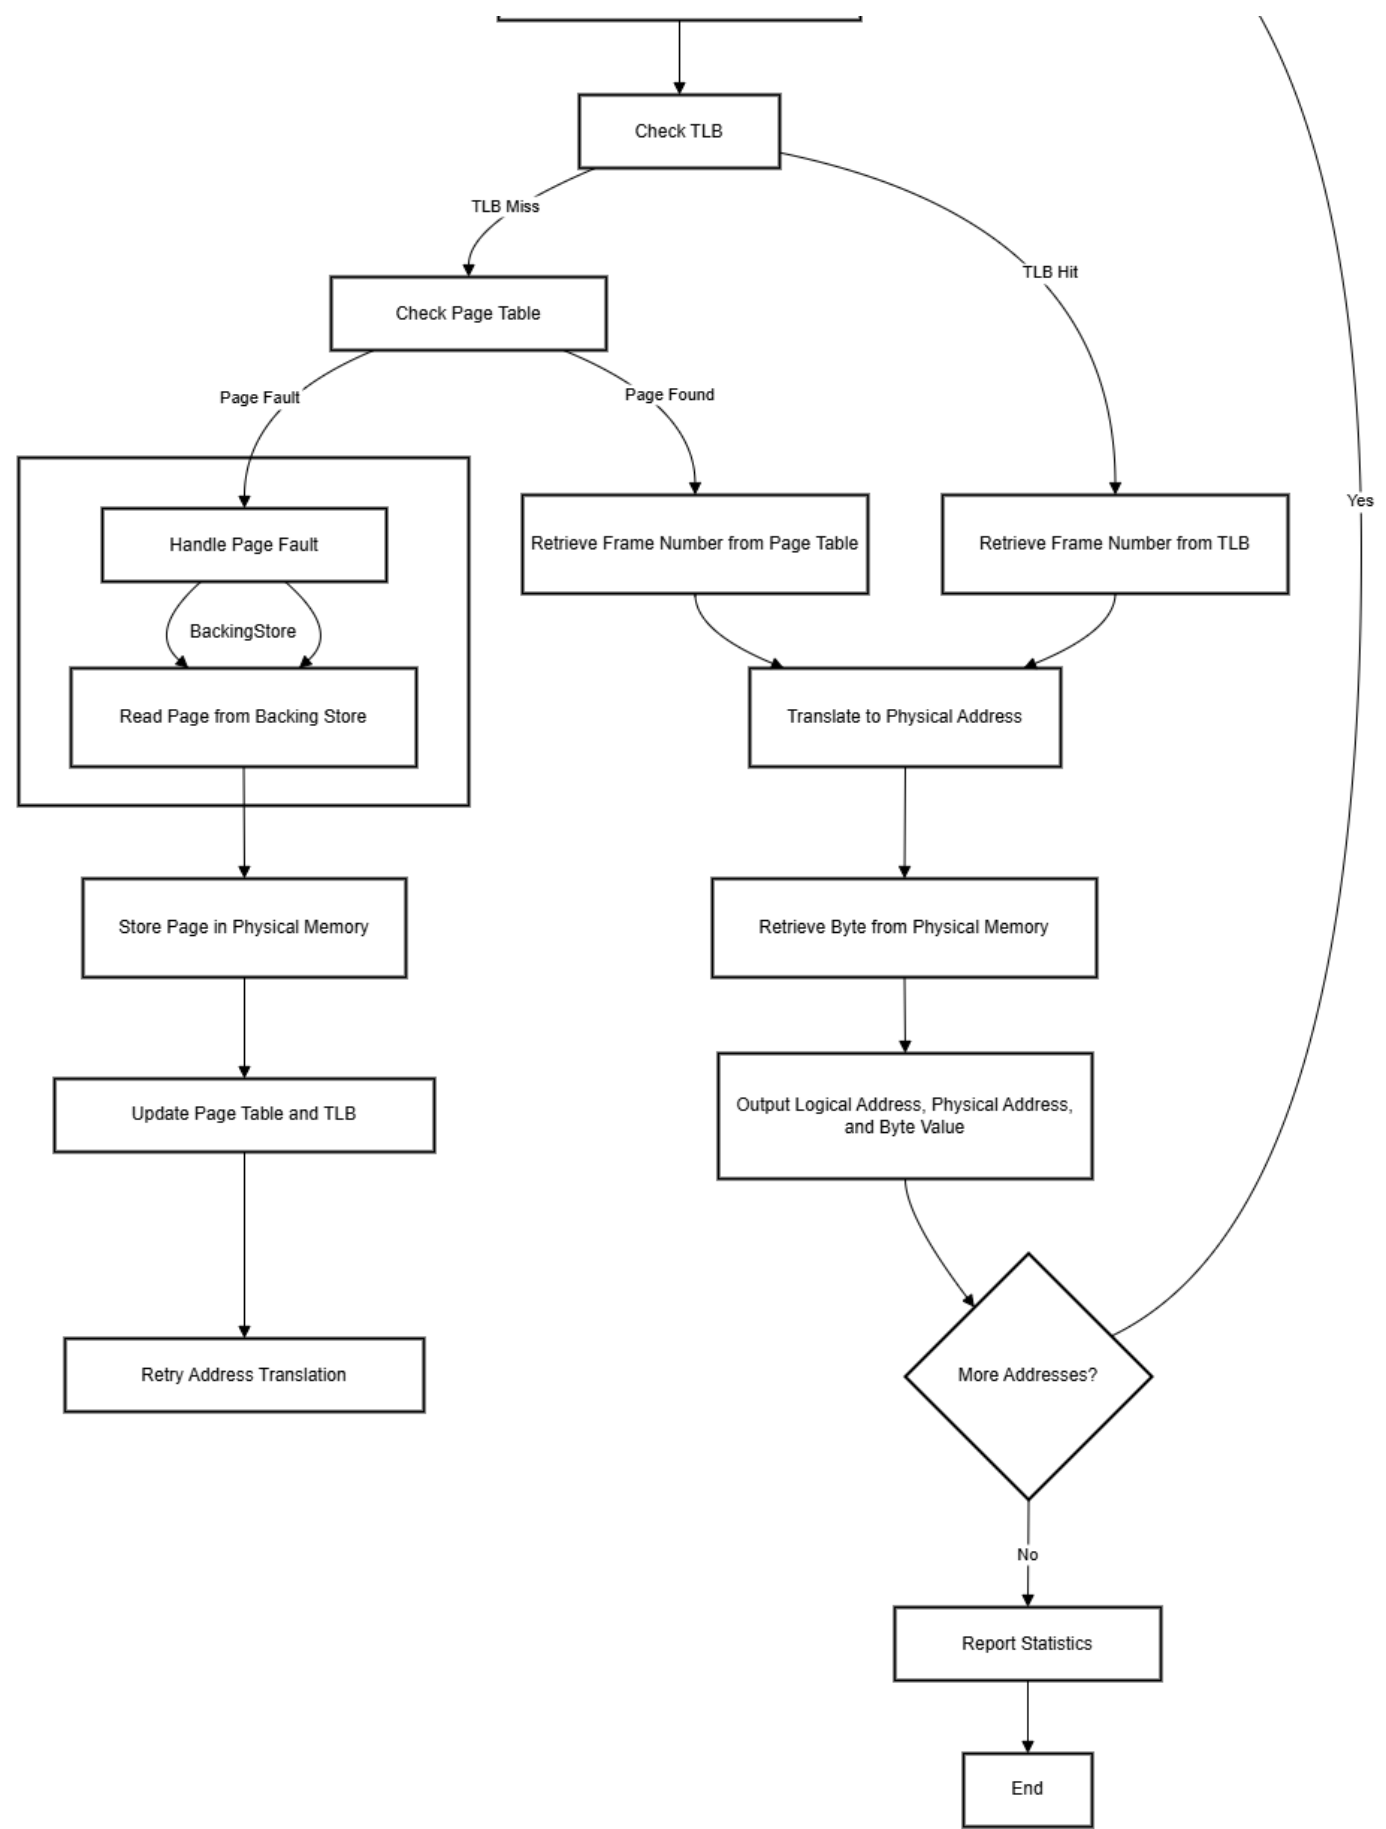 Check TLB
TLB Miss
TLB Hit
Check Page Table
Page Fault
Page Found
Yes
Handle Page Fault
Retrieve Frame Number from Page Table
Retrieve Frame Number from TLB
BackingStore
Read Page from Backing Store
Translate to Physical Address
Store Page in Physical Memory
Retrieve Byte from Physical Memory
Update Page Table and TLB
Output Logical Address, Physical Address,
and Byte Value
Retry Address Translation
More Addresses?
No
Report Statistics
End